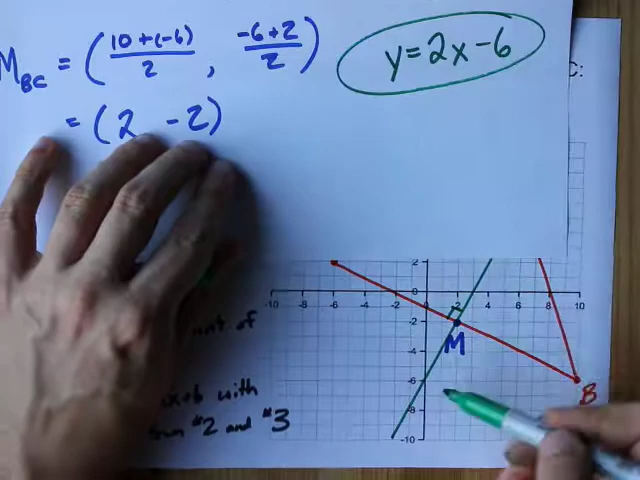 M_BC = (10+(-6)/2, -6+2/2)
y=2x-6
= (2 -2)
C:
2
-10 -8 -6 -4 -2 0 2 4 6 8 10
0
-2
M
-4
-6
B
-8
-10
of
with
#2 and #3